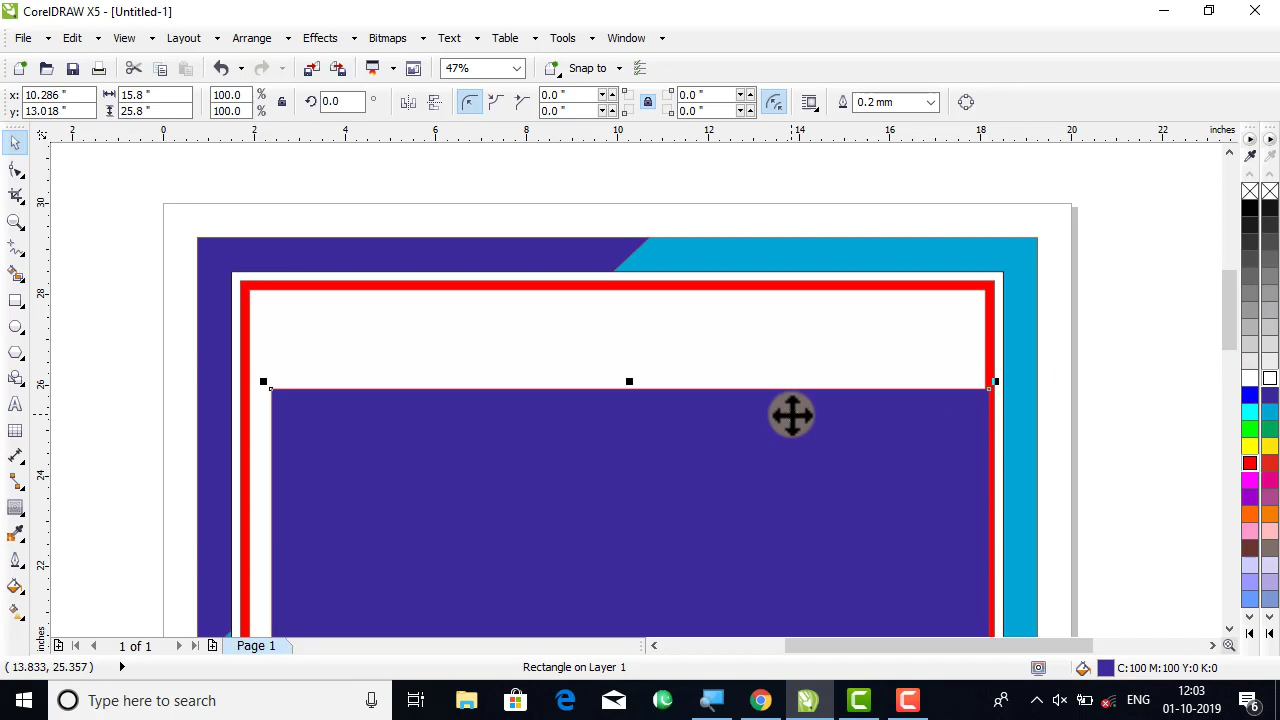 CorelDRAW X5 - [Untitled-1]
File Edit View Layout Arrange Effects Bitmaps Text Table Tools Window
47% Snap to
x: 10.286 " 15.8 " 100.0 % 0.0 ° 0.0 " 0.0 " 0.2 mm
y: 13.018 " 25.8 " 100.0 % 0.0 " 0.0 "
2 0 2 4 6 8 10 12 14 16 18 20 22 inches
30
28
26
24
22
inches
1 of 1 Page 1
( 13.833, 25.357 ) Rectangle on Layer 1 C:100 M:100 Y:0 K:0
Type here to search ENG 12:03
01-10-2019 6